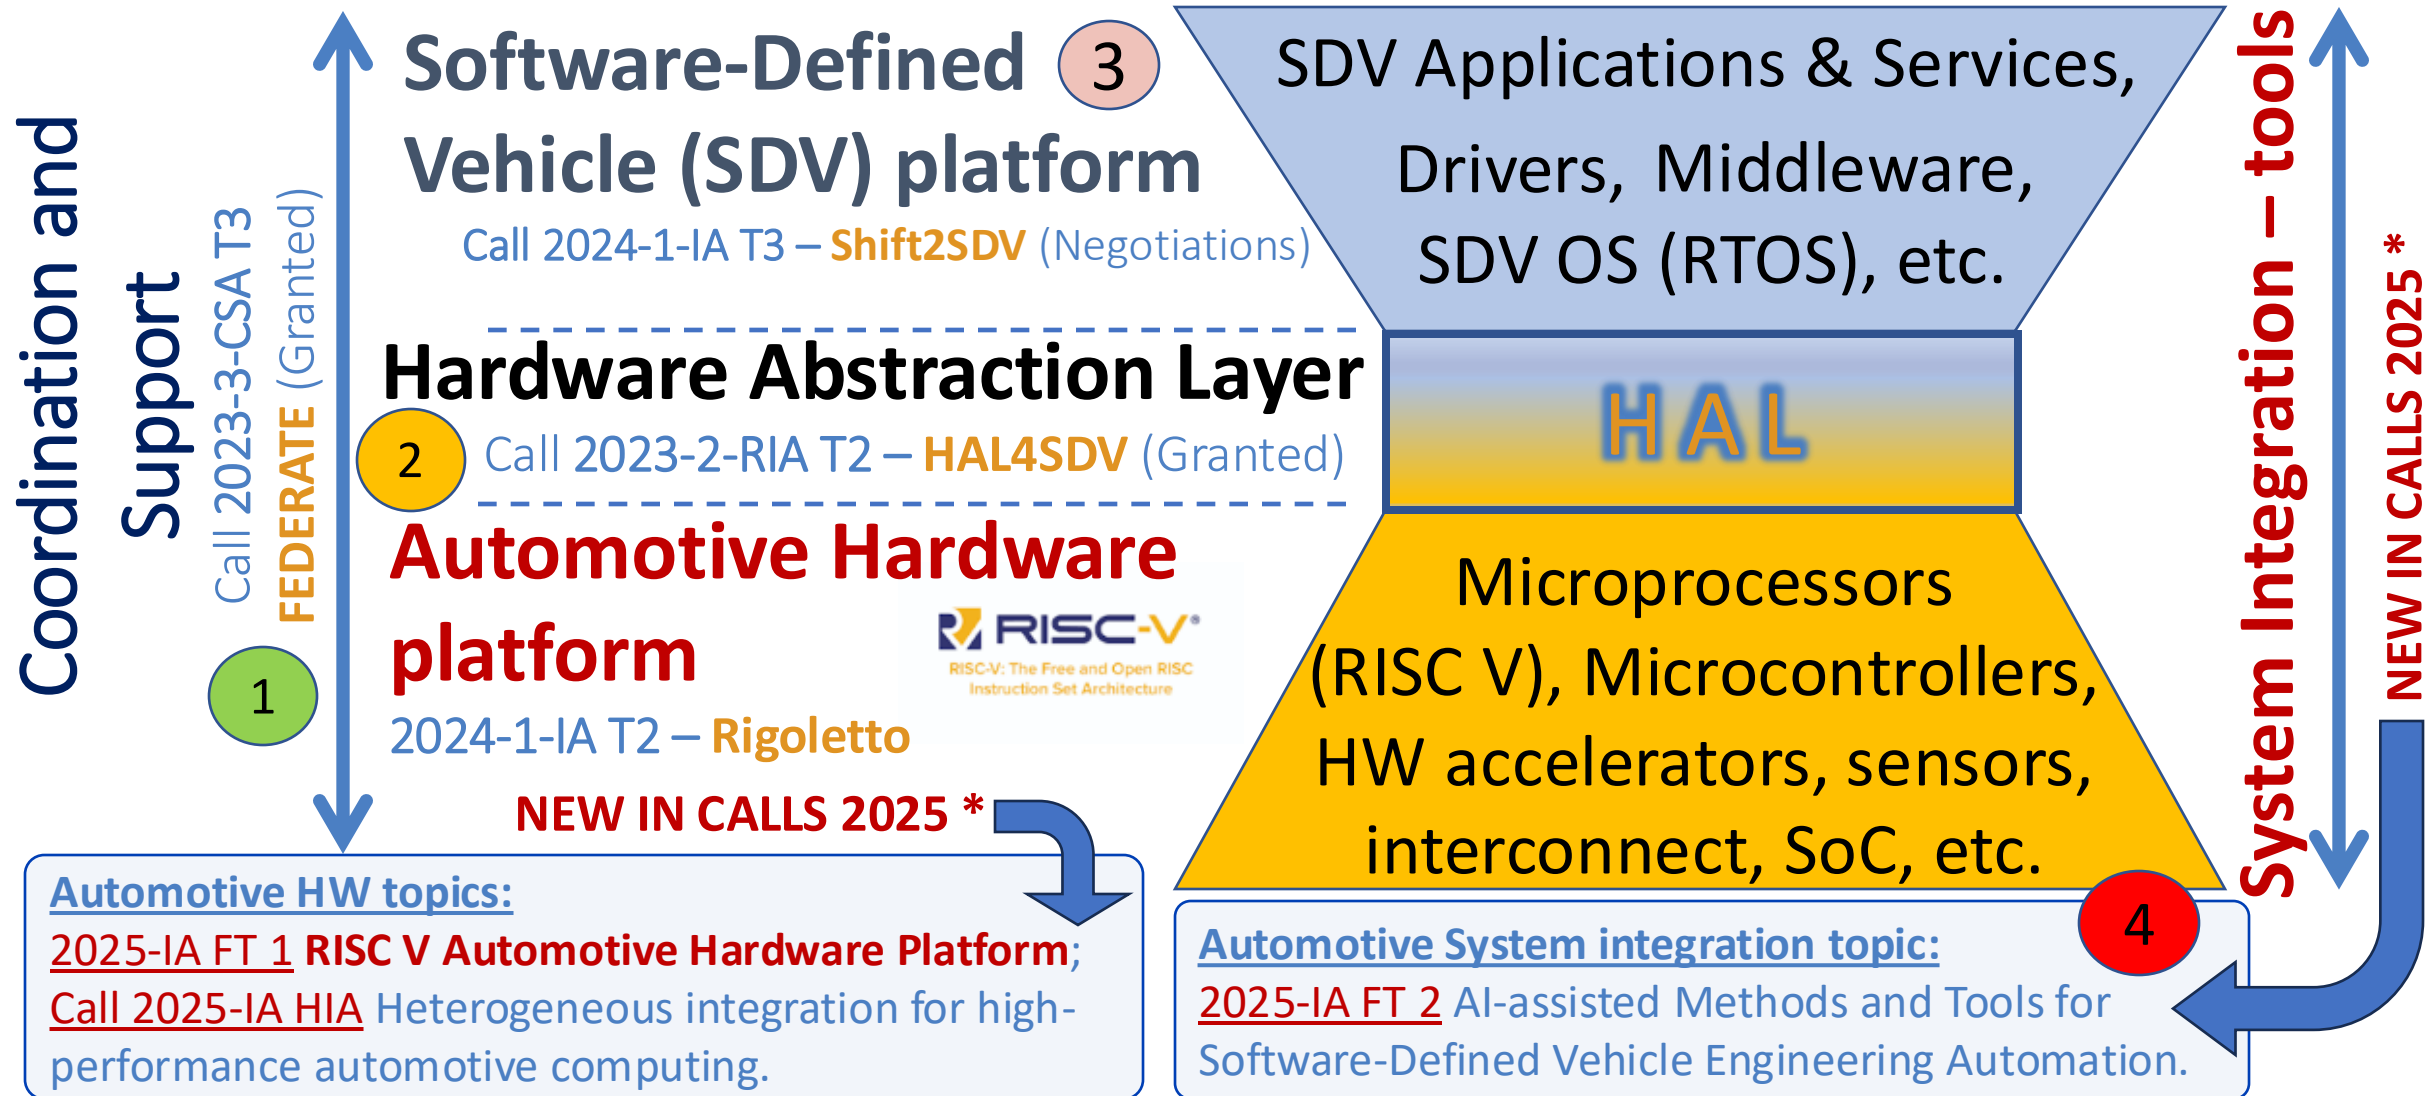 Coordination and
Support
Call 2023-3-CSA T3
FEDERATE (Granted)
1
Software-Defined
Vehicle (SDV) platform
3
Call 2024-1-IA T3 – Shift2SDV (Negotiations)
Hardware Abstraction Layer
2
Call 2023-2-RIA T2 – HAL4SDV (Granted)
Automotive Hardware
platform
RISC-V®
RISC-V: The Free and Open RISC
Instruction Set Architecture
2024-1-IA T2 – Rigoletto
NEW IN CALLS 2025 *
SDV Applications & Services,
Drivers, Middleware,
SDV OS (RTOS), etc.
HAL
Microprocessors
(RISC V), Microcontrollers,
HW accelerators, sensors,
interconnect, SoC, etc.
System Integration – tools
NEW IN CALLS 2025 *
Automotive HW topics:
2025-IA FT 1 RISC V Automotive Hardware Platform;
Call 2025-IA HIA Heterogeneous integration for high-
performance automotive computing.
4
Automotive System integration topic:
2025-IA FT 2 AI-assisted Methods and Tools for
Software-Defined Vehicle Engineering Automation.